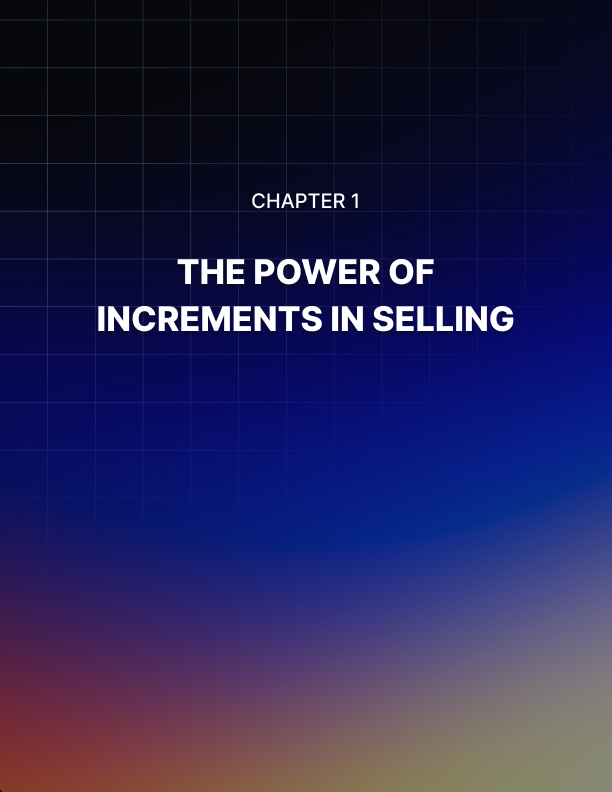 CHAPTER 1
THE POWER OF
INCREMENTS IN SELLING